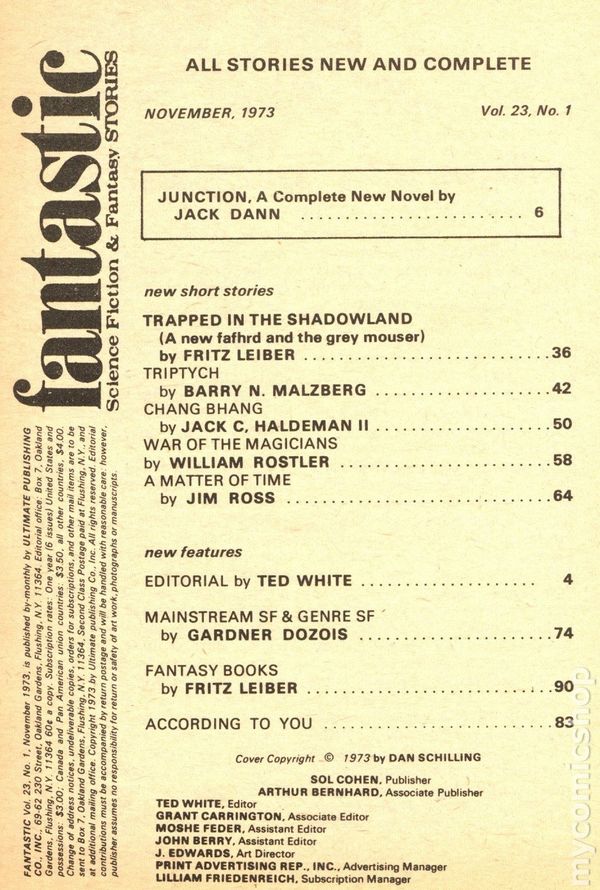 fantastic
Science Fiction & Fantasy STORIES
ALL STORIES NEW AND COMPLETE
NOVEMBER, 1973 Vol. 23, No. 1
JUNCTION, A Complete New Novel by
JACK DANN .......................... 6
new short stories
TRAPPED IN THE SHADOWLAND
(A new fafhrd and the grey mouser)
by FRITZ LEIBER ............................36
TRIPTYCH
by BARRY N. MALZBERG .................... 42
CHANG BHANG
by JACK C, HALDEMAN II .................... 50
WAR OF THE MAGICIANS
by WILLIAM ROSTLER ........................ 58
A MATTER OF TIME
by JIM ROSS .............................. 64
new features
EDITORIAL by TED WHITE ...................... 4
MAINSTREAM SF & GENRE SF
by GARDNER DOZOIS ...................... 74
FANTASY BOOKS
by FRITZ LEIBER ............................ 90
ACCORDING TO YOU .......................... 83
Cover Copyright © 1973 by DAN SCHILLING
SOL COHEN, Publisher
ARTHUR BERNHARD, Associate Publisher
TED WHITE, Editor
GRANT CARRINGTON, Associate Editor
MOSHE FEDER, Assistant Editor
JOHN BERRY, Assistant Editor
J. EDWARDS, Art Director
PRINT ADVERTISING REP., INC., Advertising Manager
LILLIAM FRIEDENREICH, Subscription Manager
FANTASTIC Vol. 23, No. 1, November 1973, is published by-monthly by ULTIMATE PUBLISHING
CO., INC., 69-62 230 Street, Oakland Gardens, Flushing, N.Y. 11364. Editorial office: Box 7, Oakland
Gardens, Flushing, N.Y. 11364 60¢ a copy. Subscription rates: One year (6 issues) United States and
possessions: $3.00; Canada and Pan American union countries: $3.50, all other countries, $4.00.
Change of address notices, undeliverable copies, orders for subscriptions, and other mail items are to be
sent to Box 7, Oakland Gardens, Flushing, N.Y. 11364, Second Class Postage paid at Flushing, N.Y., and
at additional mailing office. Copyright 1973 by Ultimate publishing Co., Inc. All rights reserved. Editorial
contributions must be accompanied by return postage and will be handled with reasonable care: however,
publisher assumes no responsibility for return or safety of art work, photographs or manuscripts.
mycomicshop